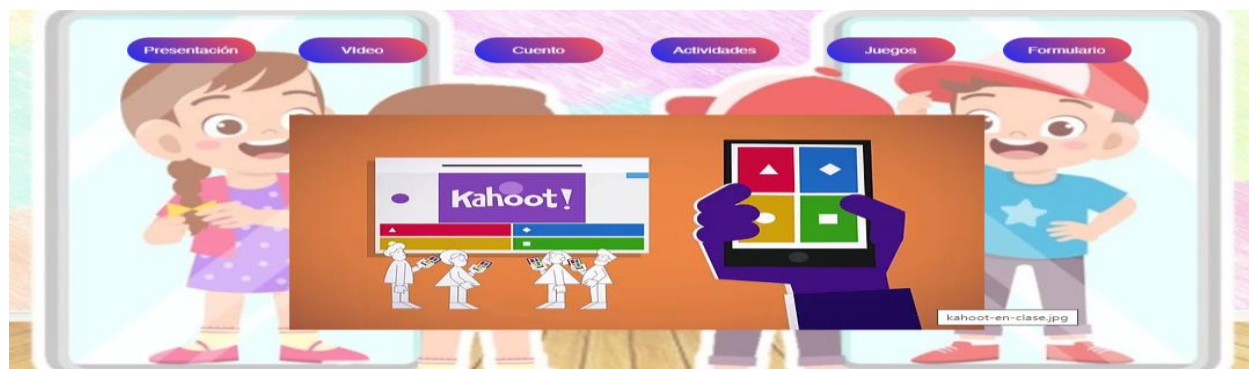 Presentación VIdeo Cuento Actividades Juegos Formulario
Kahoot!
kahoot-en-clase.jpg